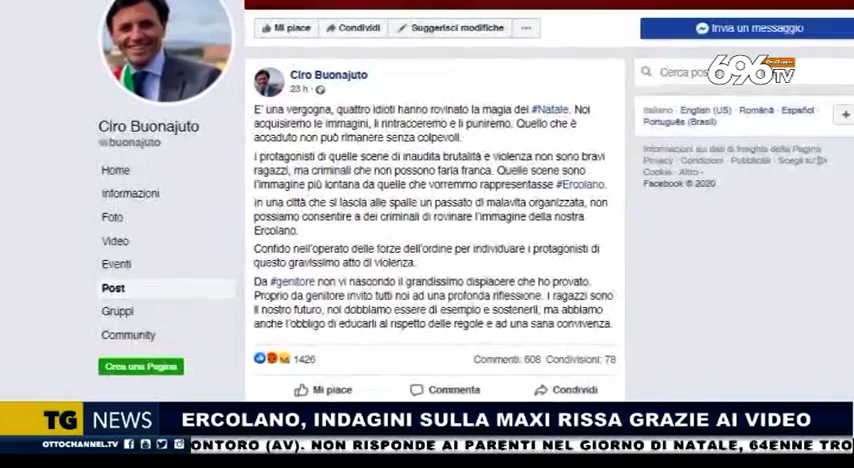 Mi piace Condividi Suggerisci modifiche ...
Invia un messaggio
696 TV
Cerca pos
Ciro Buonajuto
23 h ·
Italiano · English (US) · Română · Español ·
Português (Brasil)
Informazioni sui dati di Insights della Pagina
Privacy · Condizioni · Pubblicità · Scegli tu
Cookie · Altro ·
Facebook © 2020
Ciro Buonajuto
@buonajuto
Home
Informazioni
Foto
Video
Eventi
Post
Gruppi
Community
Crea una Pagina
E' una vergogna, quattro idioti hanno rovinato la magia del #Natale. Noi
acquisiremo le immagini, li rintracceremo e li puniremo. Quello che è
accaduto non può rimanere senza colpevoli.
I protagonisti di quelle scene di inaudita brutalità e violenza non sono bravi
ragazzi, ma criminali che non possono farla franca. Quelle scene sono
l'immagine più lontana da quelle che vorremmo rappresentasse #Ercolano.
In una città che si lascia alle spalle un passato di malavita organizzata, non
possiamo consentire a dei criminali di rovinare l'immagine della nostra
Ercolano.
Confido nell'operato delle forze dell'ordine per individuare i protagonisti di
questo gravissimo atto di violenza.
Da #genitore non vi nascondo il grandissimo dispiacere che ho provato.
Proprio da genitore invito tutti noi ad una profonda riflessione. I ragazzi sono
il nostro futuro, noi dobbiamo essere di esempio e sostenerli, ma abbiamo
anche l'obbligo di educarli al rispetto delle regole e ad una sana convivenza.
1426 Commenti: 608 Condivisioni: 78
Mi piace Commenta Condividi
TG NEWS ERCOLANO, INDAGINI SULLA MAXI RISSA GRAZIE AI VIDEO
OTTOCHANNEL.TV ONTORO (AV). NON RISPONDE AI PARENTI NEL GIORNO DI NATALE, 64ENNE TRO